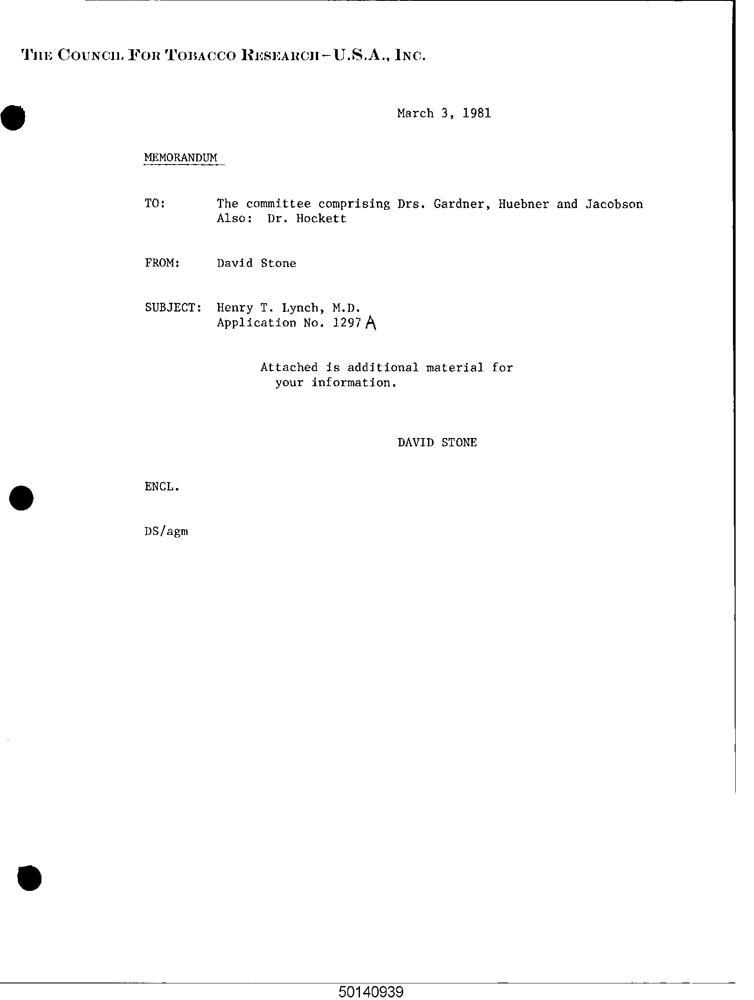 THE COUNCIL FOR TOBACCO RESEARCH-U.S.A., INC.
March 3, 1981
MEMORANDUM
TO: The committee comprising Drs. Gardner, Huebner and Jacobson
Also: Dr. Hockett
FROM: David Stone
SUBJECT: Henry T. Lynch, M.D.
Application No. 1297 A
Attached is additional material for
your information.
DAVID STONE
ENCL.
DS/agm
50140939